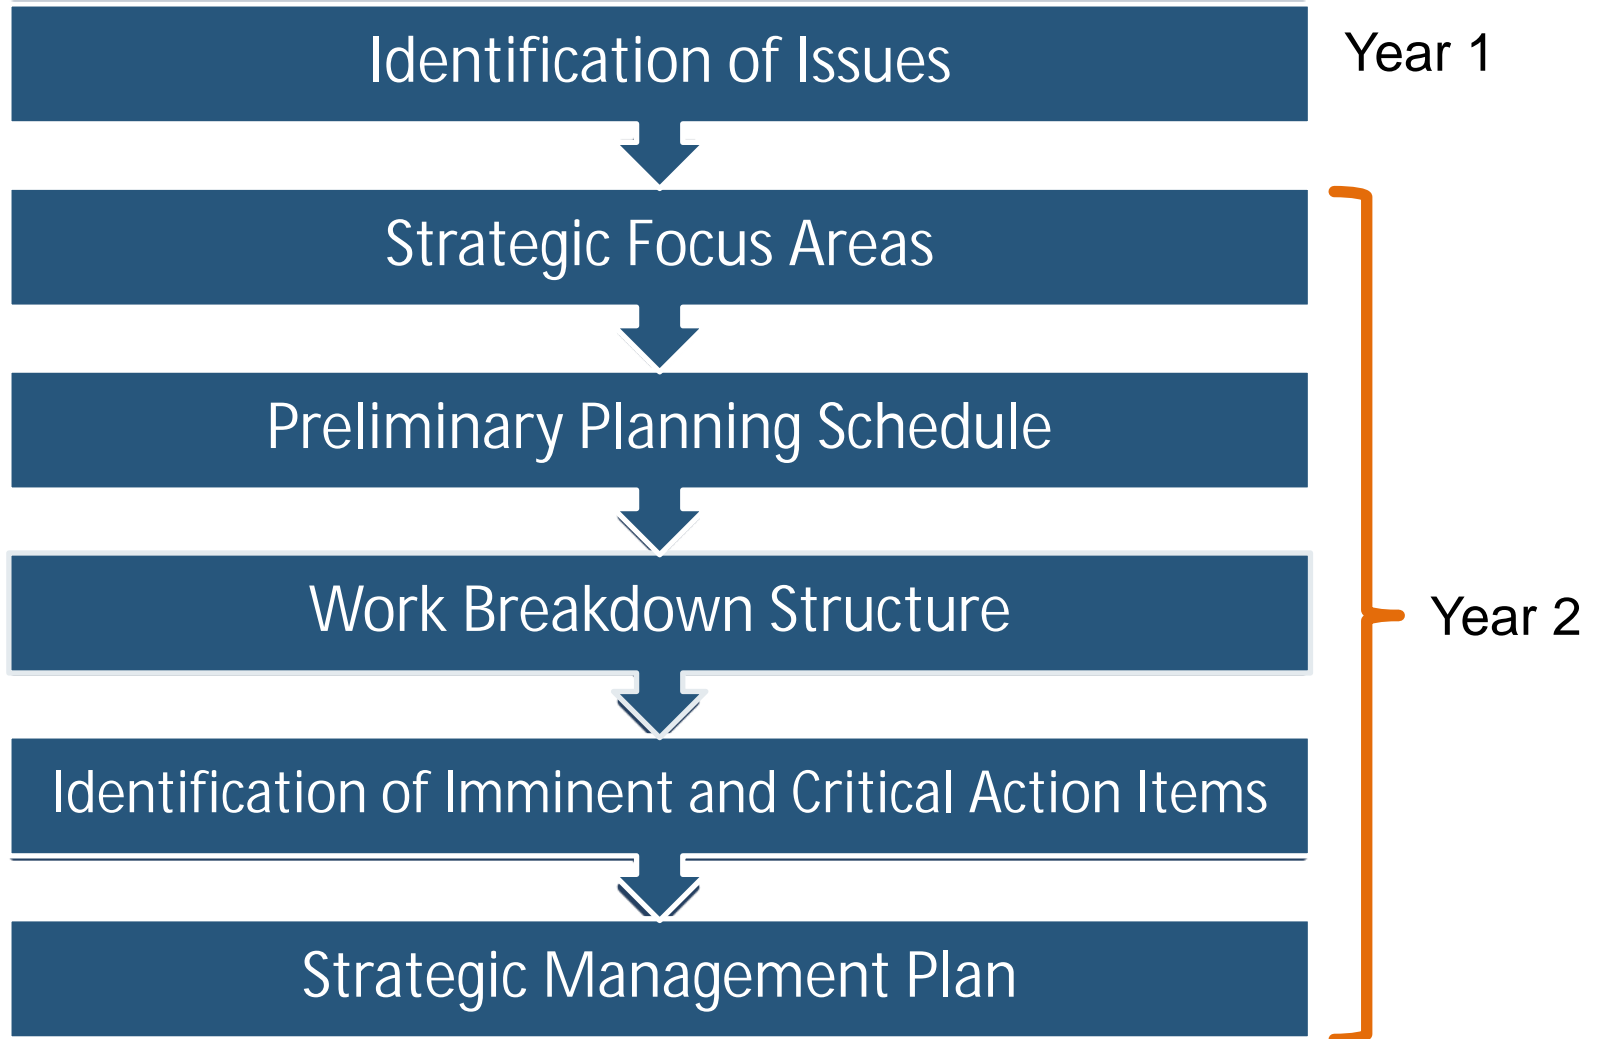 Identification of Issues
Year 1
Strategic Focus Areas
Preliminary Planning Schedule
Work Breakdown Structure
Year 2
Identification of Imminent and Critical Action Items
Strategic Management Plan